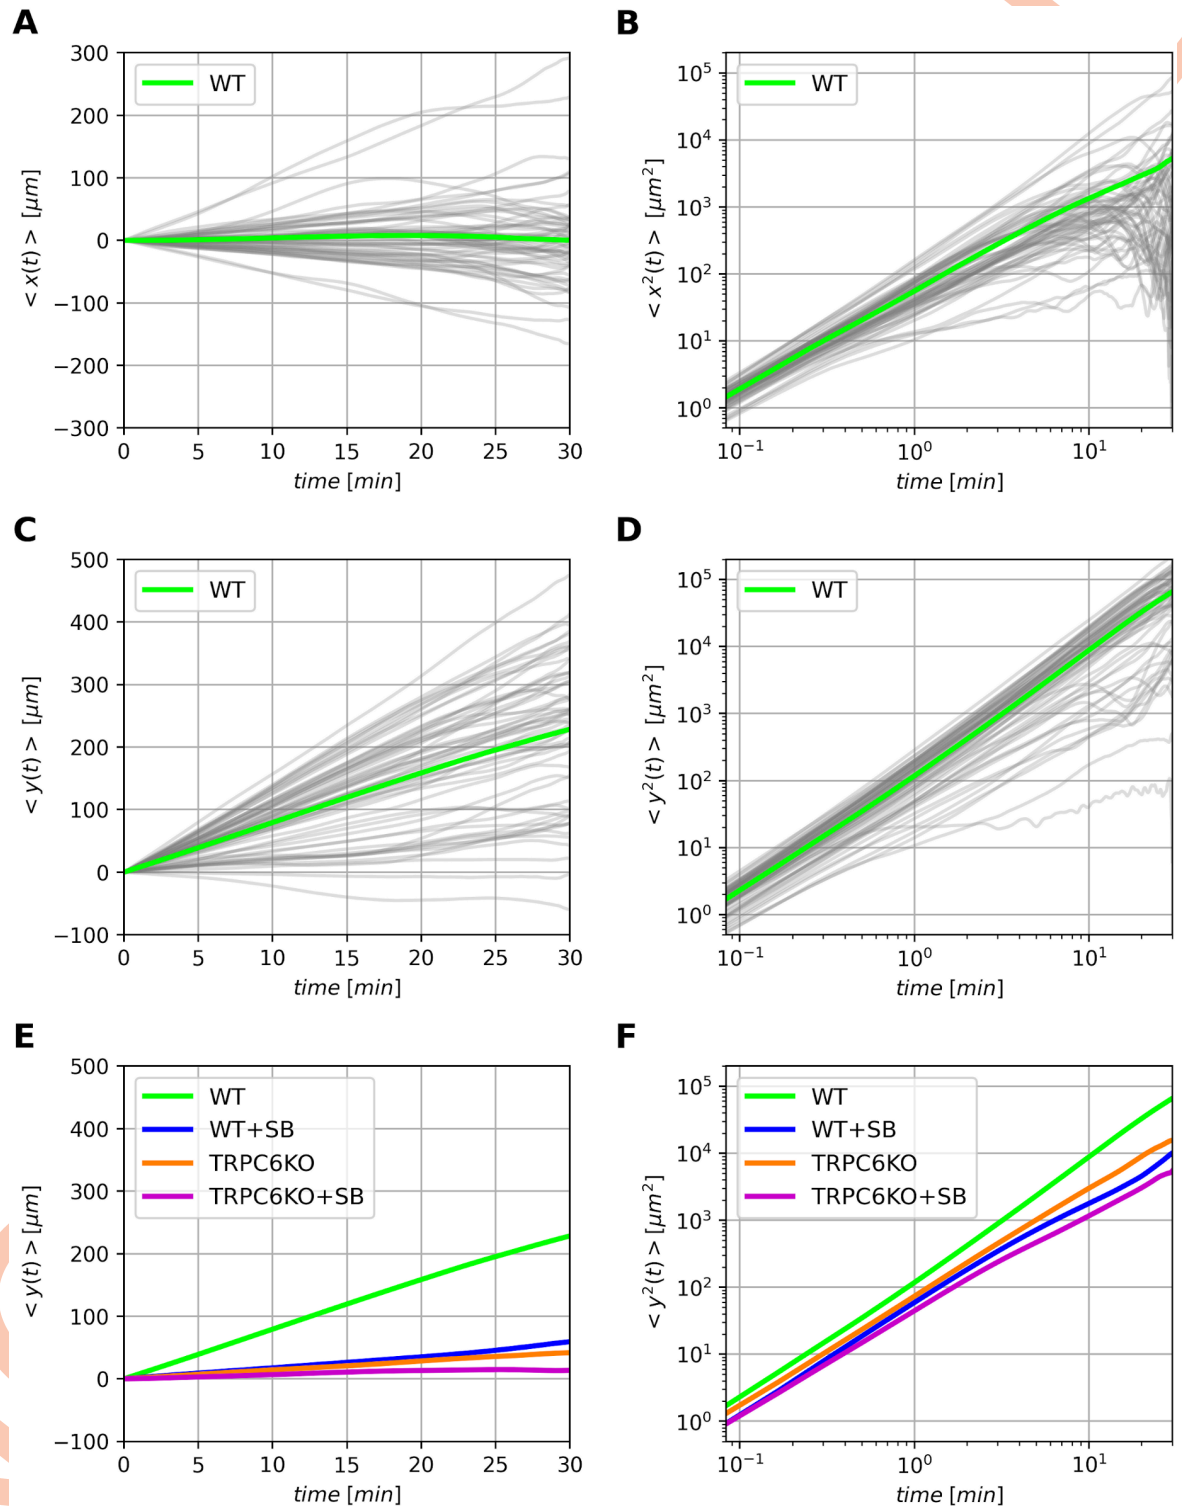 A
B
300
200
100
0
−100
−200
−300
< x(t) > [μm]
WT
0 5 10 15 20 25 30
time [min]
10⁵
10⁴
10³
10²
10¹
10⁰
< x²(t) > [μm²]
WT
10⁻¹ 10⁰ 10¹
time [min]
C
D
500
400
300
200
100
0
−100
< y(t) > [μm]
WT
0 5 10 15 20 25 30
time [min]
10⁵
10⁴
10³
10²
10¹
10⁰
< y²(t) > [μm²]
WT
10⁻¹ 10⁰ 10¹
time [min]
E
F
500
400
300
200
100
0
−100
< y(t) > [μm]
WT
WT+SB
TRPC6KO
TRPC6KO+SB
0 5 10 15 20 25 30
time [min]
10⁵
10⁴
10³
10²
10¹
10⁰
< y²(t) > [μm²]
WT
WT+SB
TRPC6KO
TRPC6KO+SB
10⁻¹ 10⁰ 10¹
time [min]